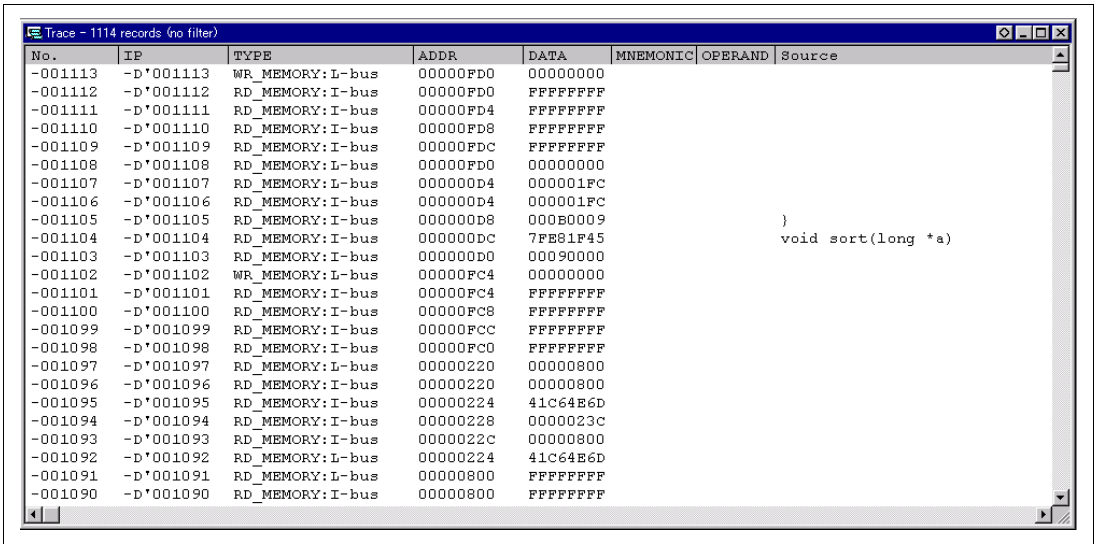 Trace - 1114 records (no filter)
No. IP TYPE ADDR DATA MNEMONIC OPERAND Source
-001113 -D'001113 WR_MEMORY:L-bus 00000FD0 00000000
-001112 -D'001112 RD_MEMORY:I-bus 00000FD0 FFFFFFFF
-001111 -D'001111 RD_MEMORY:I-bus 00000FD4 FFFFFFFF
-001110 -D'001110 RD_MEMORY:I-bus 00000FD8 FFFFFFFF
-001109 -D'001109 RD_MEMORY:I-bus 00000FDC FFFFFFFF
-001108 -D'001108 RD_MEMORY:L-bus 00000FD0 00000000
-001107 -D'001107 RD_MEMORY:L-bus 000000D4 000001FC
-001106 -D'001106 RD_MEMORY:I-bus 000000D4 000001FC
-001105 -D'001105 RD_MEMORY:I-bus 000000D8 000B0009 }
-001104 -D'001104 RD_MEMORY:I-bus 000000DC 7FE81F45 void sort(long *a)
-001103 -D'001103 RD_MEMORY:I-bus 000000D0 00090000
-001102 -D'001102 WR_MEMORY:L-bus 00000FC4 00000000
-001101 -D'001101 RD_MEMORY:I-bus 00000FC4 FFFFFFFF
-001100 -D'001100 RD_MEMORY:I-bus 00000FC8 FFFFFFFF
-001099 -D'001099 RD_MEMORY:I-bus 00000FCC FFFFFFFF
-001098 -D'001098 RD_MEMORY:I-bus 00000FC0 FFFFFFFF
-001097 -D'001097 RD_MEMORY:L-bus 00000220 00000800
-001096 -D'001096 RD_MEMORY:I-bus 00000220 00000800
-001095 -D'001095 RD_MEMORY:I-bus 00000224 41C64E6D
-001094 -D'001094 RD_MEMORY:I-bus 00000228 0000023C
-001093 -D'001093 RD_MEMORY:I-bus 0000022C 00000800
-001092 -D'001092 RD_MEMORY:L-bus 00000224 41C64E6D
-001091 -D'001091 RD_MEMORY:L-bus 00000800 FFFFFFFF
-001090 -D'001090 RD_MEMORY:I-bus 00000800 FFFFFFFF